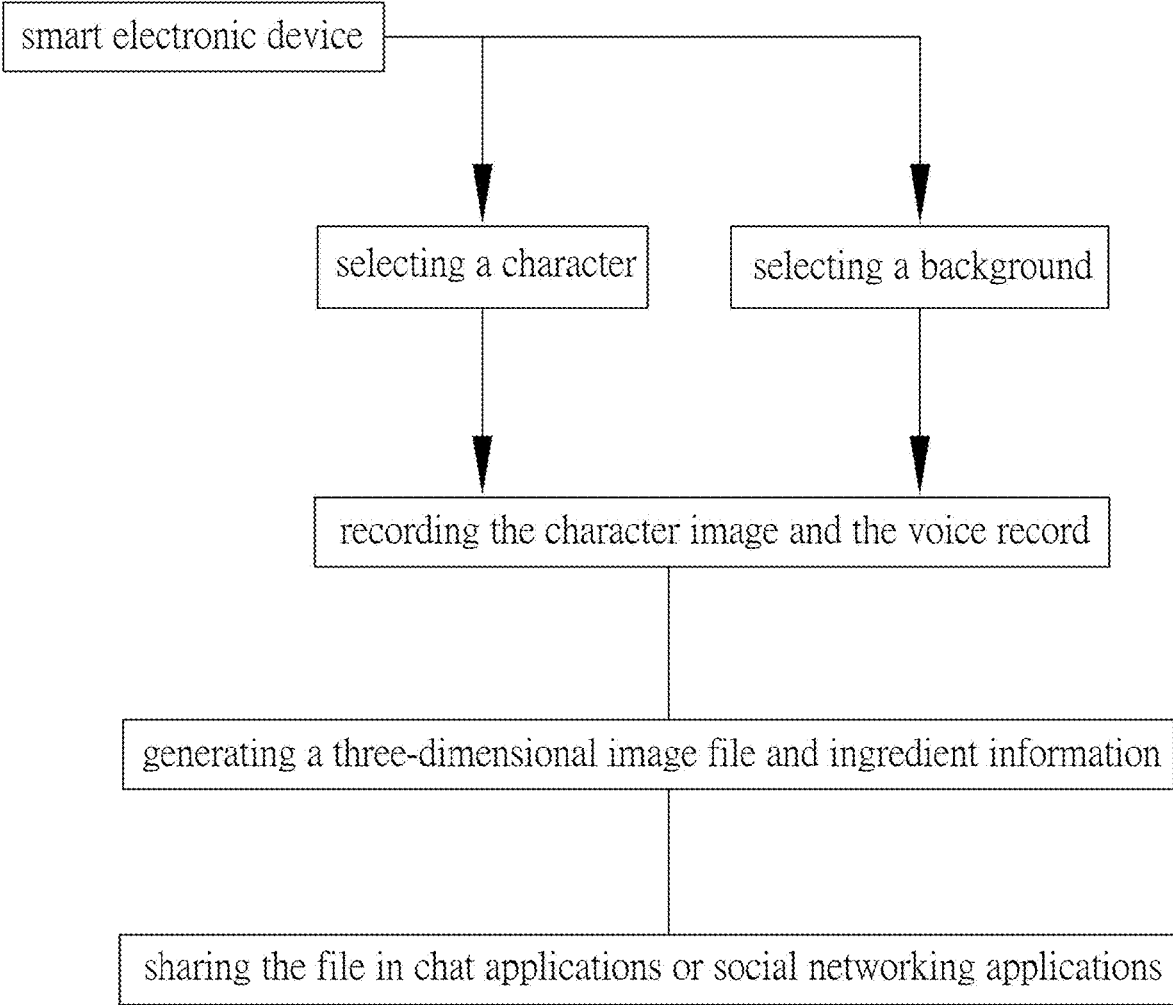 smart electronic device
selecting a character
selecting a background
recording the character image and the voice record
generating a three-dimensional image file and ingredient information
sharing the file in chat applications or social networking applications